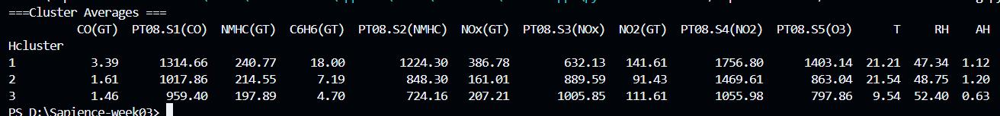 ===Cluster Averages ===
CO(GT) PT08.S1(CO) NMHC(GT) C6H6(GT) PT08.S2(NMHC) NOx(GT) PT08.S3(NOx) NO2(GT) PT08.S4(NO2) PT08.S5(O3) T RH AH
Hcluster
1 3.39 1314.66 240.77 18.00 1224.30 386.78 632.13 141.61 1756.80 1403.14 21.21 47.34 1.12
2 1.61 1017.86 214.55 7.19 848.30 161.01 889.59 91.43 1469.61 863.04 21.54 48.75 1.20
3 1.46 959.40 197.89 4.70 724.16 207.21 1005.85 111.61 1055.98 797.86 9.54 52.40 0.63
PS D:\Sapience-week03>